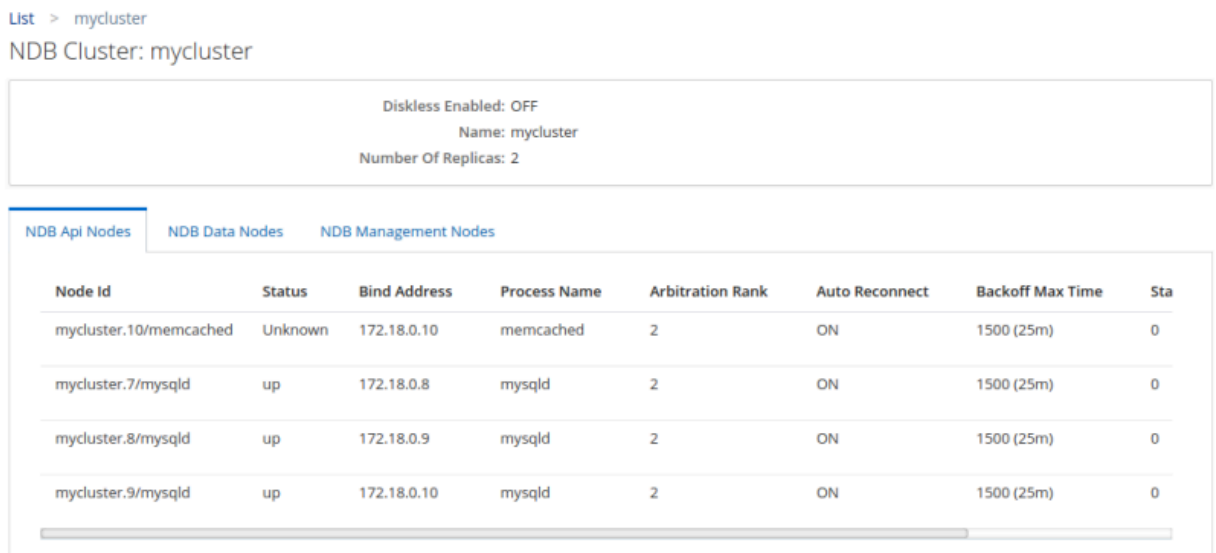 List > mycluster
NDB Cluster: mycluster
Diskless Enabled: OFF
Name: mycluster
Number Of Replicas: 2
NDB Api Nodes NDB Data Nodes NDB Management Nodes
Node Id Status Bind Address Process Name Arbitration Rank Auto Reconnect Backoff Max Time Sta
mycluster.10/memcached Unknown 172.18.0.10 memcached 2 ON 1500 (25m) 0
mycluster.7/mysqld up 172.18.0.8 mysqld 2 ON 1500 (25m) 0
mycluster.8/mysqld up 172.18.0.9 mysqld 2 ON 1500 (25m) 0
mycluster.9/mysqld up 172.18.0.10 mysqld 2 ON 1500 (25m) 0